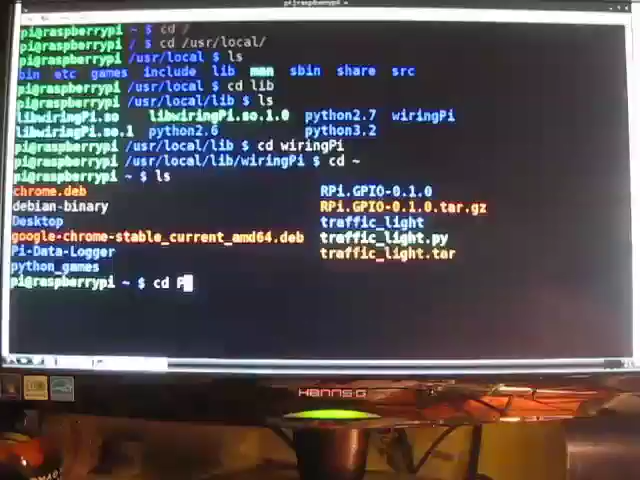 pi@raspberrypi ~ $ cd /
pi@raspberrypi / $ cd /usr/local/
pi@raspberrypi /usr/local $ ls
bin etc games include lib man sbin share src
pi@raspberrypi /usr/local $ cd lib
pi@raspberrypi /usr/local/lib $ ls
libwiringPi.so libwiringPi.so.1.0 python2.7 wiringPi
libwiringPi.so.1 python2.6 python3.2
pi@raspberrypi /usr/local/lib $ cd wiringPi
pi@raspberrypi /usr/local/lib/wiringPi $ cd ~
pi@raspberrypi ~ $ ls
chrome.deb RPi.GPIO-0.1.0
debian-binary RPi.GPIO-0.1.0.tar.gz
Desktop traffic_light
google-chrome-stable_current_amd64.deb traffic_light.py
Pi-Data-Logger traffic_light.tar
python_games
pi@raspberrypi ~ $ cd P
HANNS·G